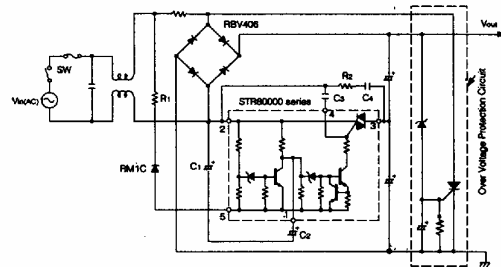 RBV406
Vout
SW
R2
C3
C4
STR80000 series
Vin(AC)
R1
2
4
3
Over Voltage Protection Circuit
C1
RM1C
5
1
C2